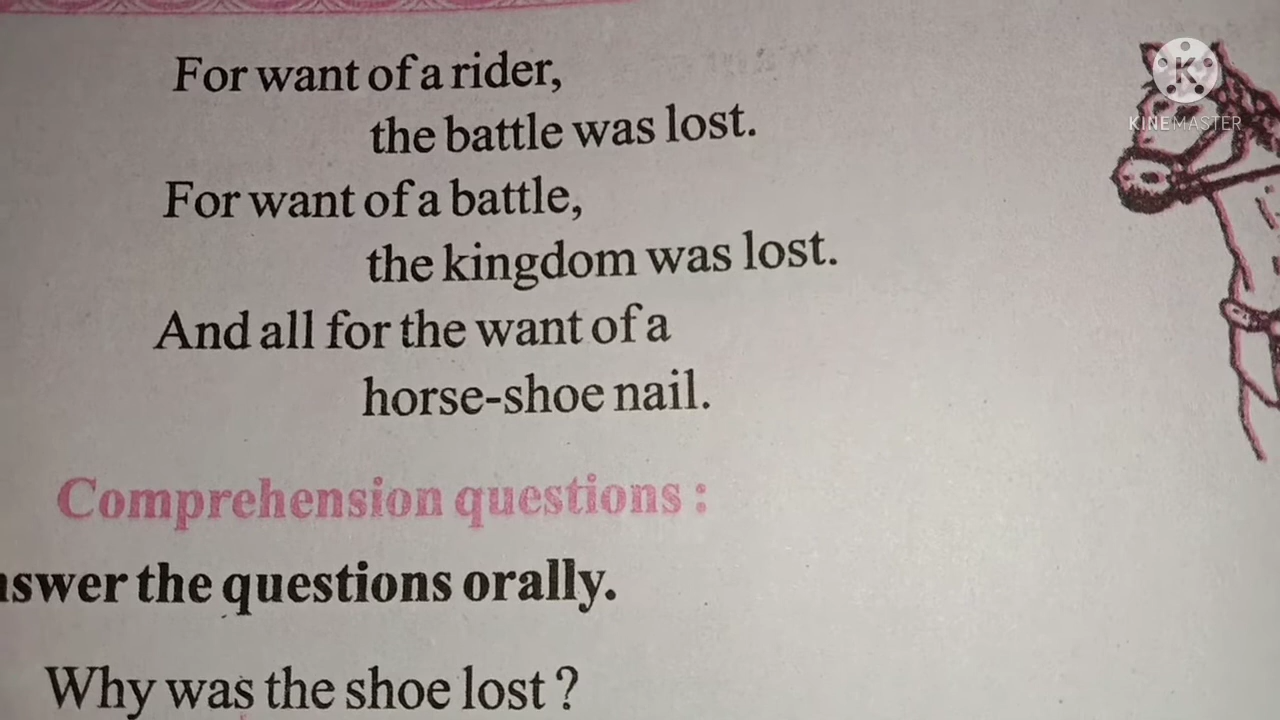 For want of a rider,
the battle was lost.
For want of a battle,
the kingdom was lost.
And all for the want of a
horse-shoe nail.
Comprehension questions :
nswer the questions orally.
Why was the shoe lost ?
K
KINEMASTER